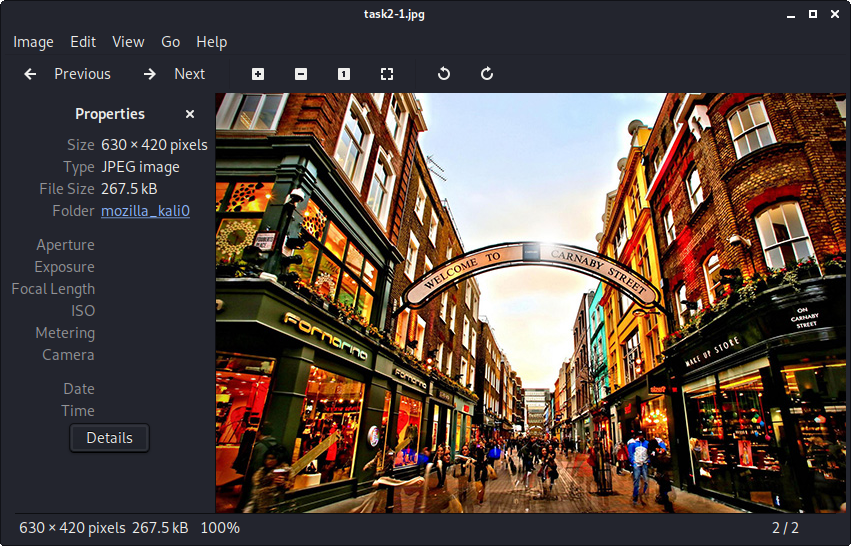 task2-1.jpg
Image Edit View Go Help
Previous Next
Properties
Size 630 × 420 pixels
Type JPEG image
File Size 267.5 kB
Folder mozilla_kali0
Aperture
Exposure
Focal Length
ISO
Metering
Camera
Date
Time
Details
WELCOME TO CARNABY STREET
fornarina
fornarina
ON
CARNABY
STREET
MAKE UP STORE
size?
630 × 420 pixels 267.5 kB 100%
2 / 2